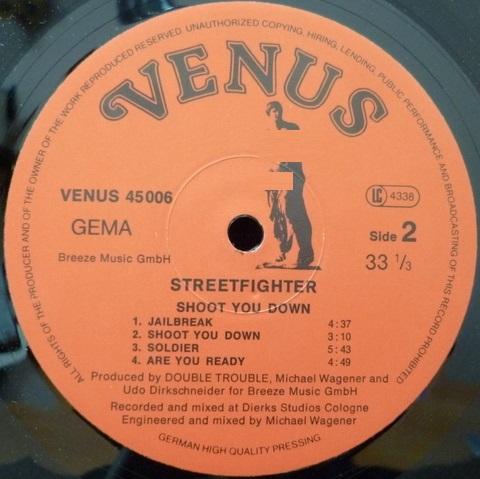 ALL RIGHTS OF THE PRODUCER AND OF THE OWNER OF THE WORK REPRODUCED RESERVED. UNAUTHORIZED COPYING, HIRING, LENDING, PUBLIC PERFORMANCE AND BROADCASTING OF THIS RECORD PROHIBITED
VENUS
VENUS 45006
LC 4338
GEMA
Side 2
Breeze Music GmbH
33 1/3
STREETFIGHTER
SHOOT YOU DOWN
1. JAILBREAK 4:37
2. SHOOT YOU DOWN 3:10
3. SOLDIER 5:43
4. ARE YOU READY 4:49
Produced by DOUBLE TROUBLE, Michael Wagener and
Udo Dirkschneider for Breeze Music GmbH
Recorded and mixed at Dierks Studios Cologne
Engineered and mixed by Michael Wagener
GERMAN HIGH QUALITY PRESSING